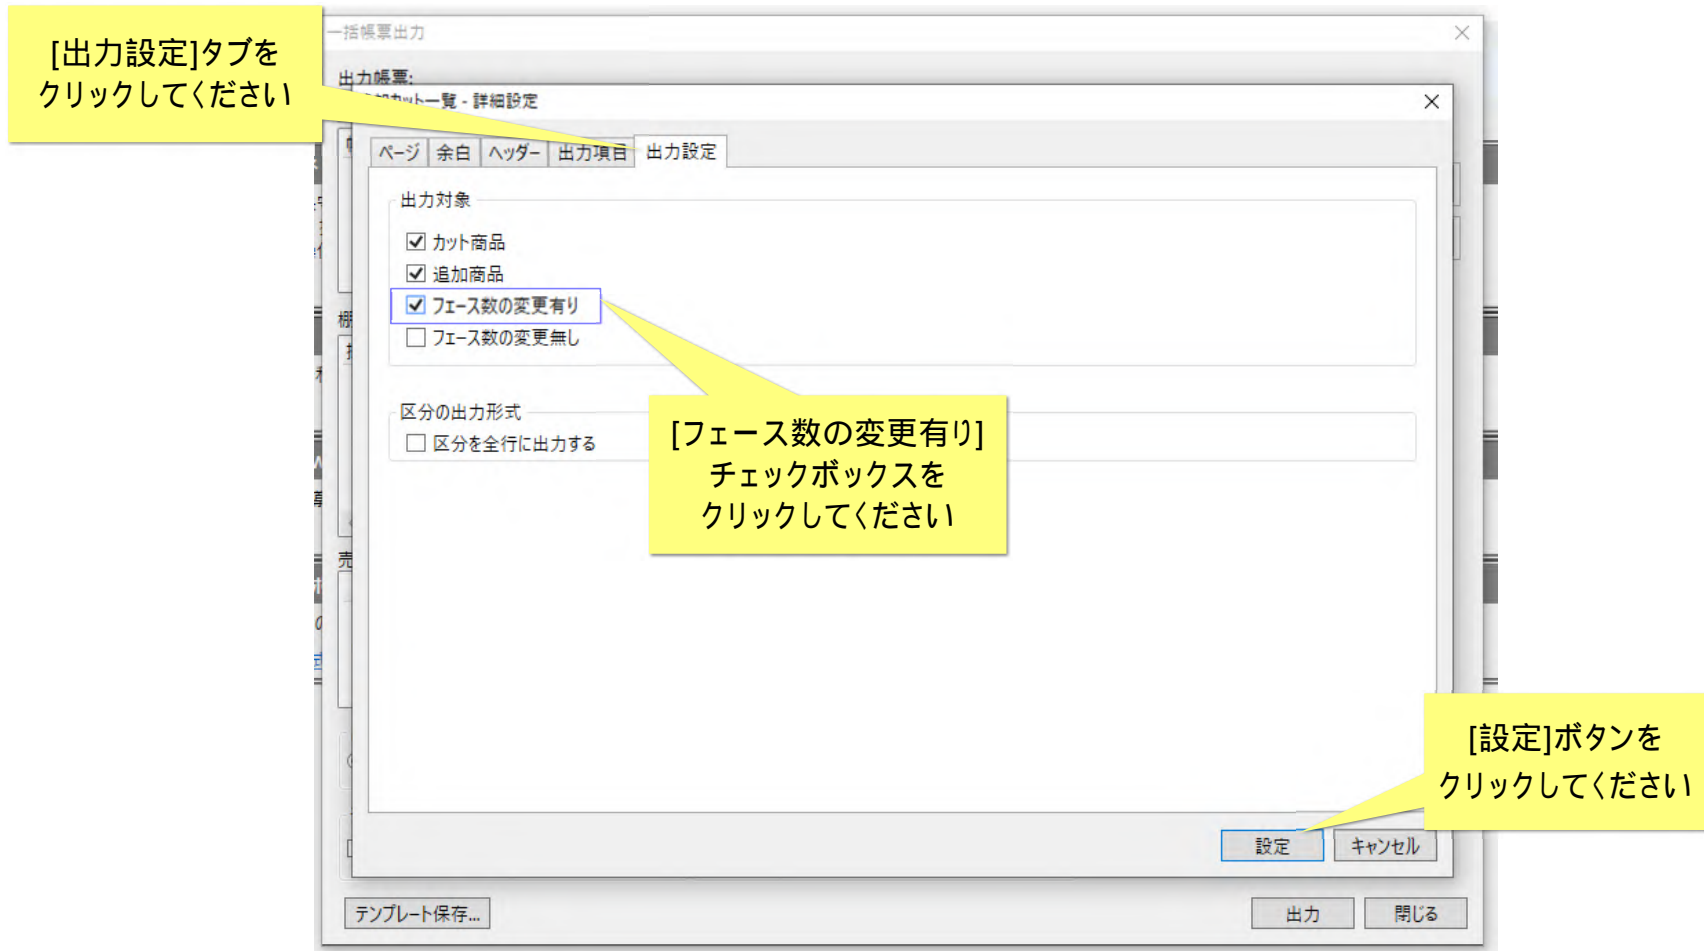 [出力設定]タブを
クリックしてください
一括帳票出力
出力帳票:
カット一覧 - 詳細設定
ページ
余白
ヘッダー
出力項目
出力設定
出力対象
カット商品
追加商品
フェース数の変更有り
フェース数の変更無し
区分の出力形式
区分を全行に出力する
[フェース数の変更有り]
チェックボックスを
クリックしてください
[設定]ボタンを
クリックしてください
設定
キャンセル
テンプレート保存...
出力
閉じる